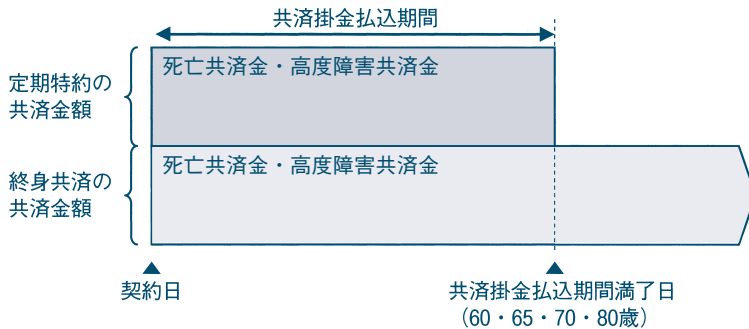 共済掛金払込期間
定期特約の
共済金額
死亡共済金・高度障害共済金
終身共済の
共済金額
死亡共済金・高度障害共済金
契約日
共済掛金払込期間満了日
（60・65・70・80歳）